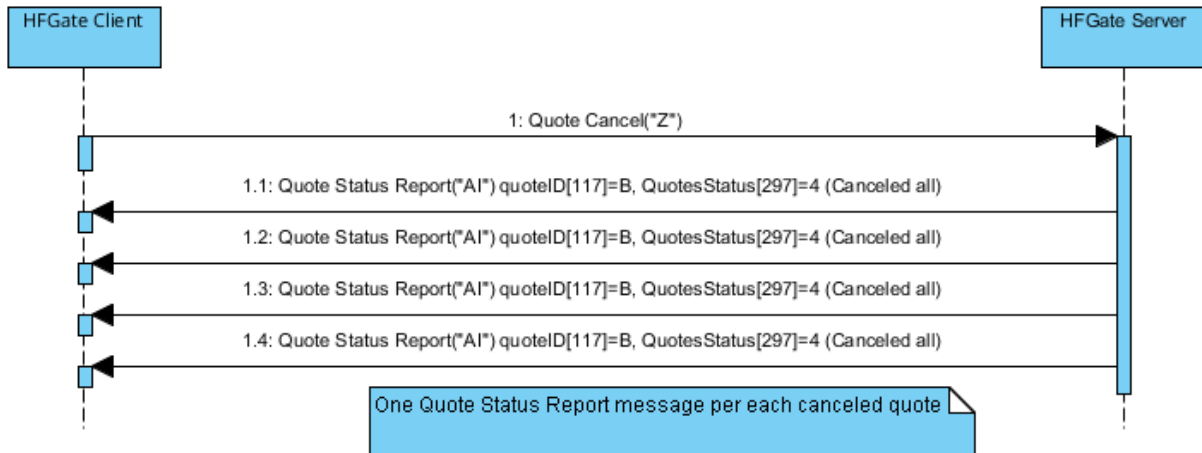 HFGate Client
HFGate Server
1: Quote Cancel("Z")
1.1: Quote Status Report("AI") quoteID[117]=B, QuotesStatus[297]=4 (Canceled all)
1.2: Quote Status Report("AI") quoteID[117]=B, QuotesStatus[297]=4 (Canceled all)
1.3: Quote Status Report("AI") quoteID[117]=B, QuotesStatus[297]=4 (Canceled all)
1.4: Quote Status Report("AI") quoteID[117]=B, QuotesStatus[297]=4 (Canceled all)
One Quote Status Report message per each canceled quote